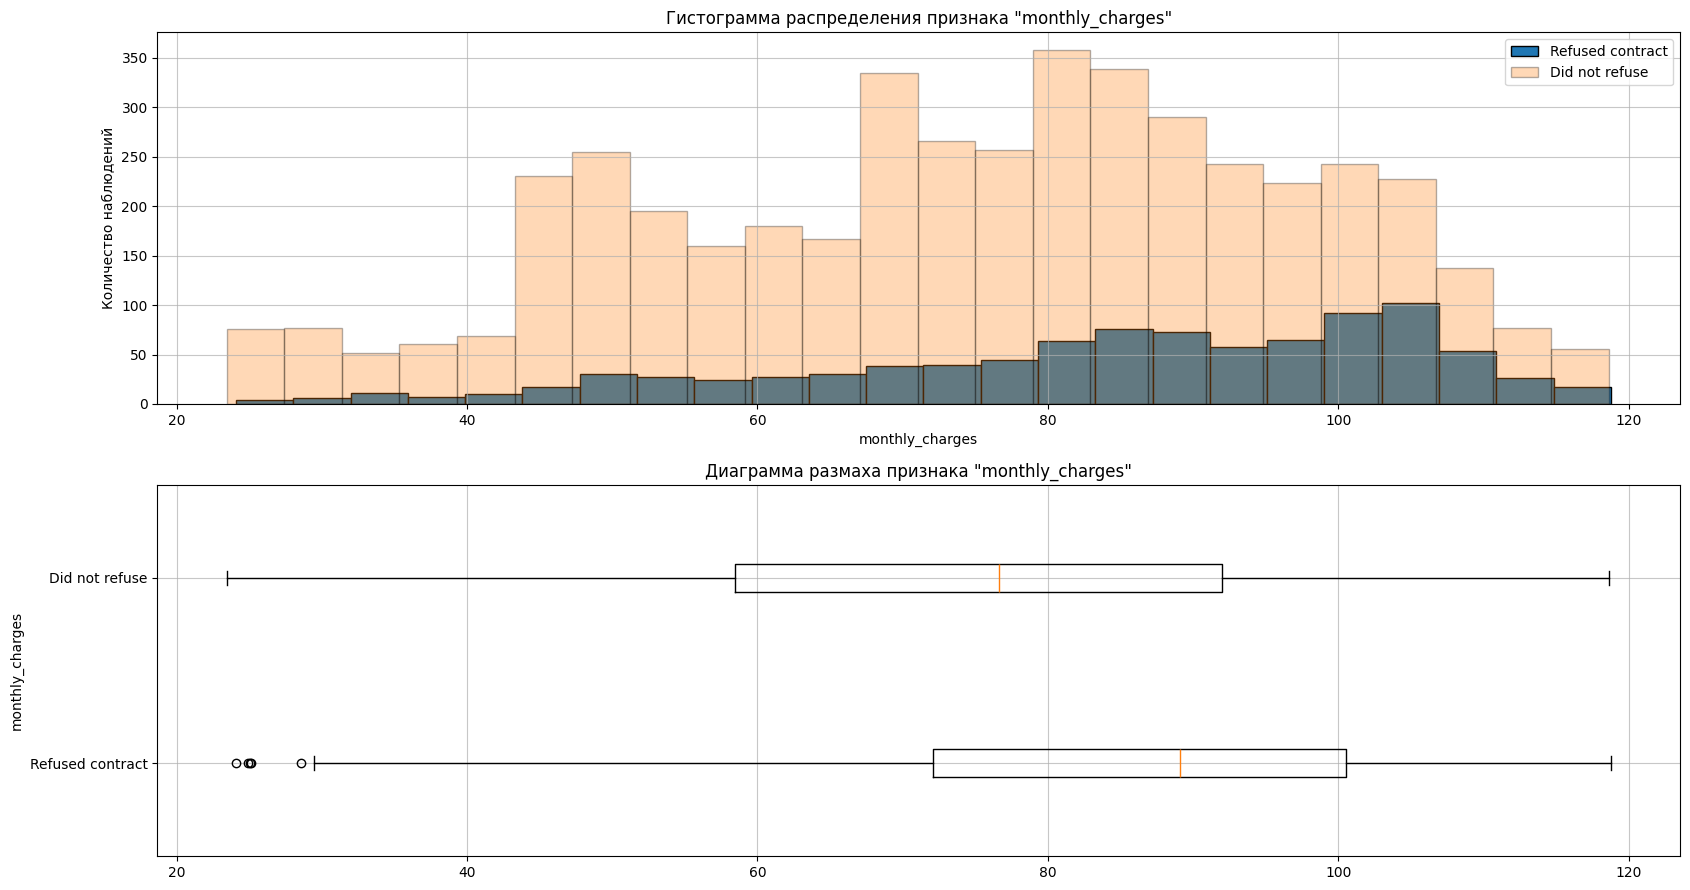 Гистограмма распределения признака "monthly_charges"
Количество наблюдений
350
300
250
200
150
100
50
0
Refused contract
Did not refuse
20 40 60 80 100 120
monthly_charges
Диаграмма размаха признака "monthly_charges"
monthly_charges
Did not refuse
Refused contract
20 40 60 80 100 120